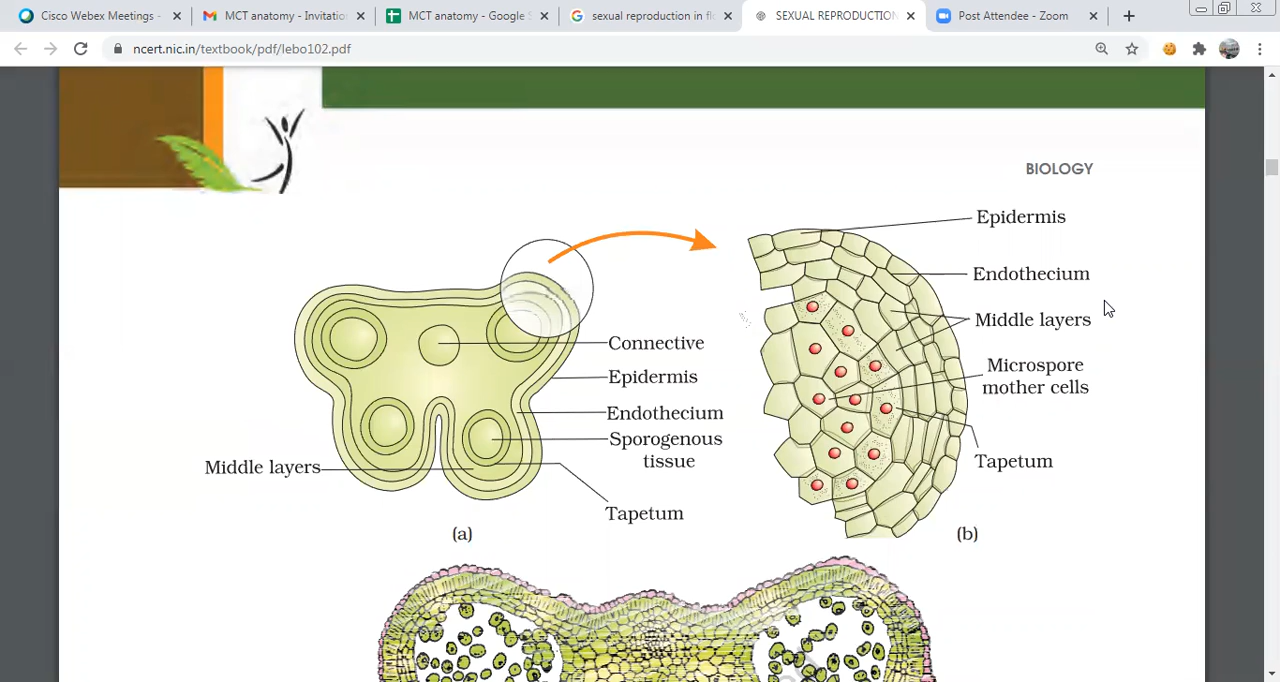 Cisco Webex Meetings -
MCT anatomy - Invitatio
MCT anatomy - Google S
sexual reproduction in fl
SEXUAL REPRODUCTION
Post Attendee - Zoom
ncert.nic.in/textbook/pdf/lebo102.pdf
BIOLOGY
Epidermis
Endothecium
Middle layers
Microspore
mother cells
Tapetum
(b)
Connective
Epidermis
Endothecium
Sporogenous
tissue
Middle layers
Tapetum
(a)